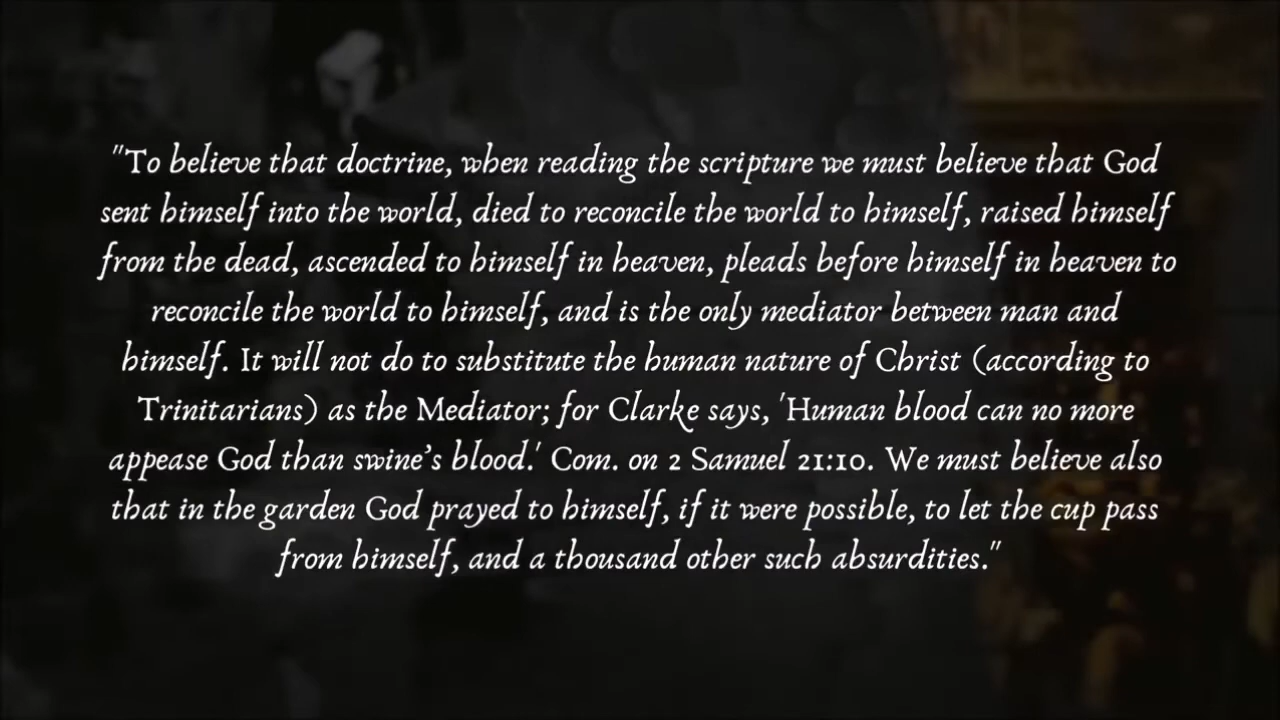 "To believe that doctrine, when reading the scripture we must believe that God
sent himself into the world, died to reconcile the world to himself, raised himself
from the dead, ascended to himself in heaven, pleads before himself in heaven to
reconcile the world to himself, and is the only mediator between man and
himself. It will not do to substitute the human nature of Christ (according to
Trinitarians) as the Mediator; for Clarke says, 'Human blood can no more
appease God than swine's blood.' Com. on 2 Samuel 21:10. We must believe also
that in the garden God prayed to himself, if it were possible, to let the cup pass
from himself, and a thousand other such absurdities."